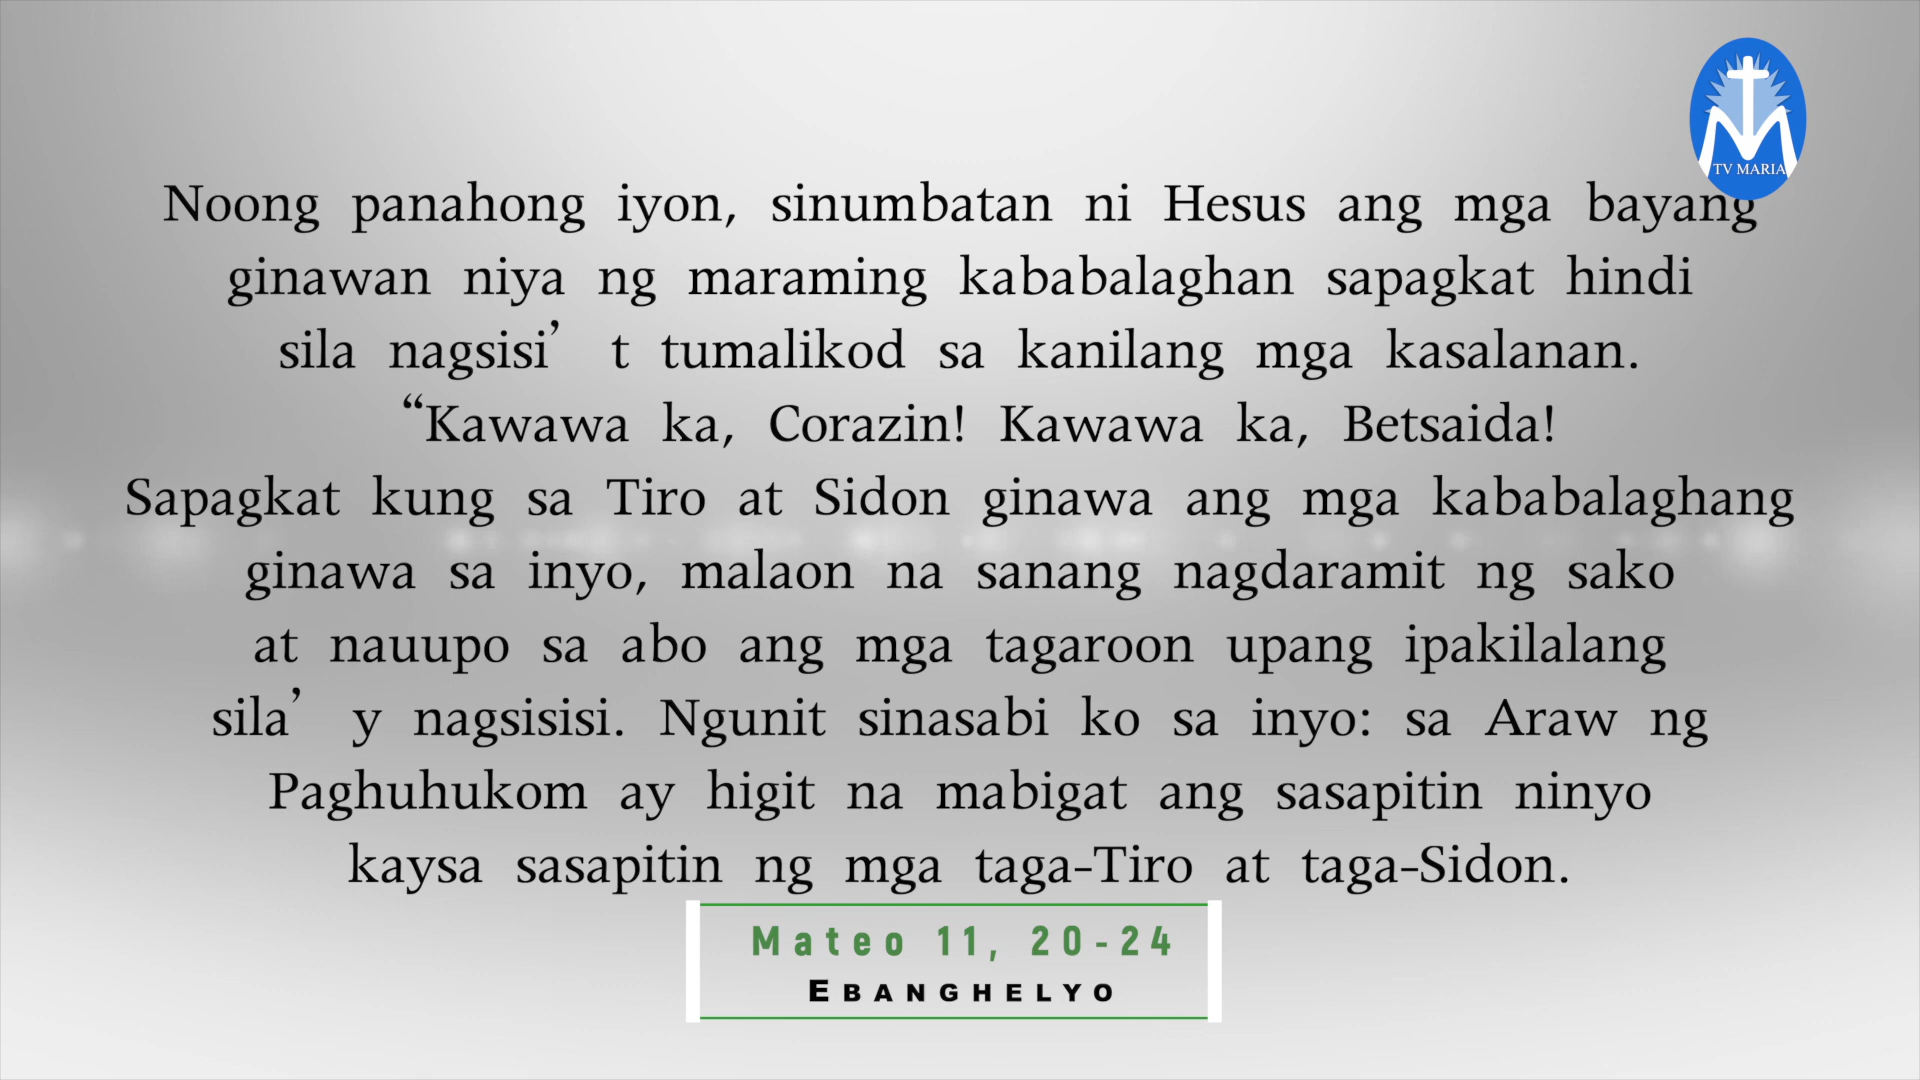 TV MARIA
Noong panahong iyon, sinumbatan ni Hesus ang mga bayang
ginawan niya ng maraming kababalaghan sapagkat hindi
sila nagsisi’ t tumalikod sa kanilang mga kasalanan.
“Kawawa ka, Corazin! Kawawa ka, Betsaida!
Sapagkat kung sa Tiro at Sidon ginawa ang mga kababalaghang
ginawa sa inyo, malaon na sanang nagdaramit ng sako
at nauupo sa abo ang mga tagaroon upang ipakilalang
sila’ y nagsisisi. Ngunit sinasabi ko sa inyo: sa Araw ng
Paghuhukom ay higit na mabigat ang sasapitin ninyo
kaysa sasapitin ng mga taga-Tiro at taga-Sidon.
Mateo 11, 20-24
EBANGHELYO